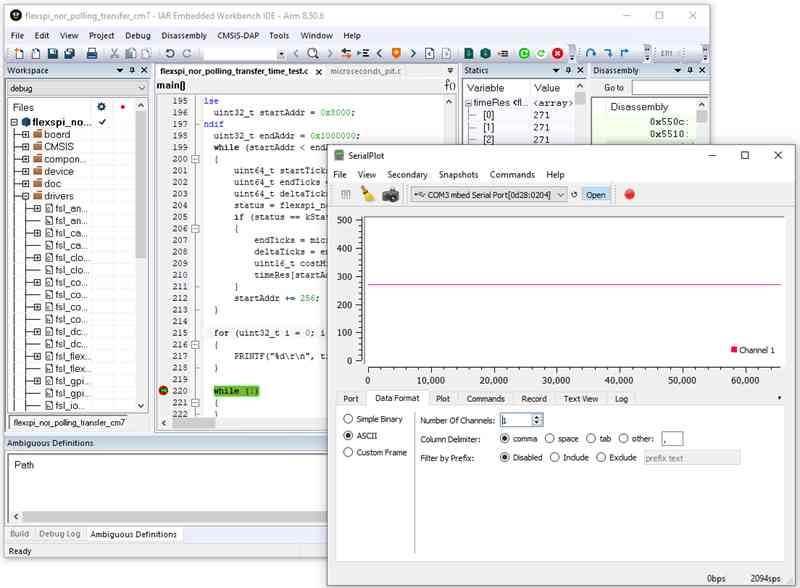 flexspi_nor_polling_transfer_cm7 - IAR Embedded Workbench IDE - Arm 8.50.6
File Edit View Project Debug Disassembly CMSIS-DAP Tools Window Help
Workspace
debug
Files
flexspi_no...
board
CMSIS
compon...
device
doc
drivers
fsl_an...
fsl_an...
fsl_ca...
fsl_ca...
fsl_clo...
fsl_clo...
fsl_co...
fsl_co...
fsl_co...
fsl_co...
fsl_dc...
fsl_dc...
fsl_flex...
fsl_flex...
fsl_gpi...
fsl_gpi...
fsl_io...
flexspi_nor_polling_transfer_cm7
flexspi_nor_polling_transfer_time_test.c microseconds_pit.c
main() f()
195 lse
196 uint32_t startAddr = 0x8000;
197 ndif
198 uint32_t endAddr = 0x1000000;
199 while (startAddr < end
200 {
201 uint64_t startTick
202 uint64_t endTicks =
203 uint64_t deltaTick
204 status = flexspi_n
205 if (status == kSta
206 {
207 endTicks = mic
208 deltaTicks = e
209 uint16_t costM
210 timeRes[startA
211 }
212 startAddr += 256;
213 }
214
215 for (uint32_t i = 0; i
216 {
217 PRINTF("%d\r\n", ti
218 }
219
220 while (1)
221 {
222 }
Statics
Variable Value
timeRes <fl... <array>
[0] 271
[1] 271
[2] 271
Disassembly
Go to
Disassembly
0x550c:
0x5510:
Ambiguous Definitions
Path
Build Debug Log Ambiguous Definitions
Ready
SerialPlot
File View Secondary Snapshots Commands Help
COM3 mbed Serial Port[0d28:0204] Open
500
400
300
200
100
0
Channel 1
0 10,000 20,000 30,000 40,000 50,000 60,000
Port Data Format Plot Commands Record Text View Log
Simple Binary
ASCII
Custom Frame
Number Of Channels: 1
Column Delimiter: comma space tab other: ,
Filter by Prefix: Disabled Include Exclude prefix text
0bps 2094sps